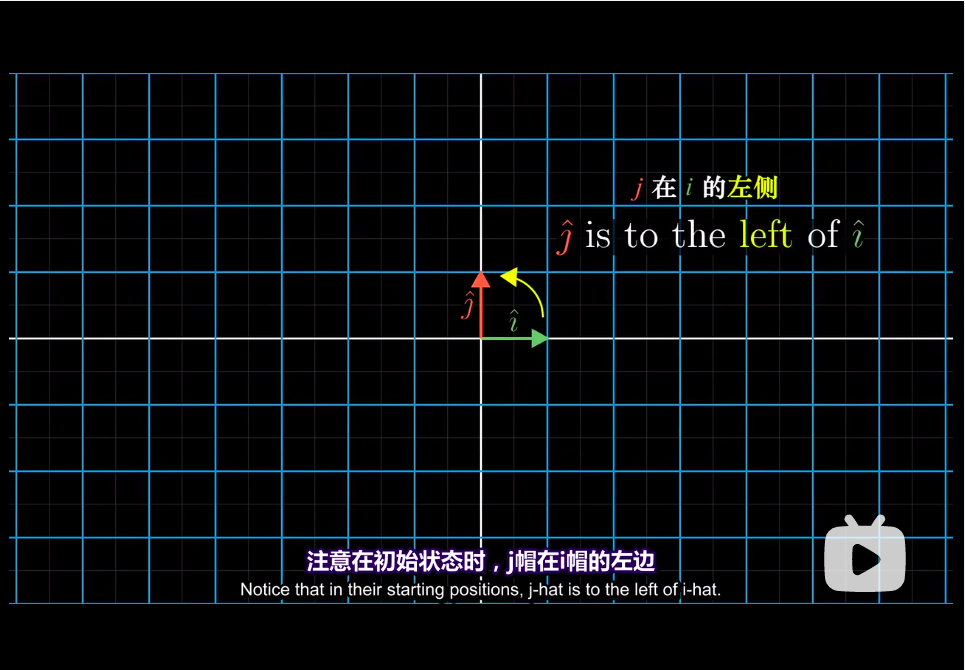 j 在 i 的左侧
ĵ is to the left of î
ĵ
î
注意在初始状态时，j帽在i帽的左边
Notice that in their starting positions, j-hat is to the left of i-hat.